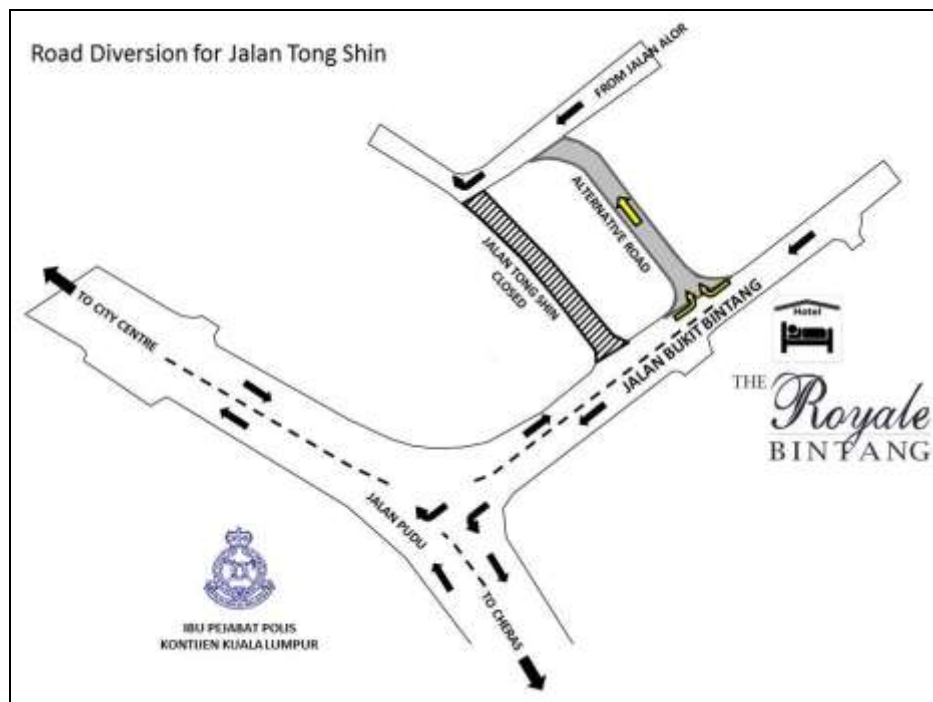 Road Diversion for Jalan Tong Shin
FROM JALAN ALOR
ALTERNATIVE ROAD
JALAN TONG SHIN
CLOSED
TO CITY CENTRE
JALAN BUKIT BINTANG
Hotel
THE
Royale
BINTANG
JALAN PUDU
TO CHERAS
IBU PEJABAT POLIS
KONTIJEN KUALA LUMPUR